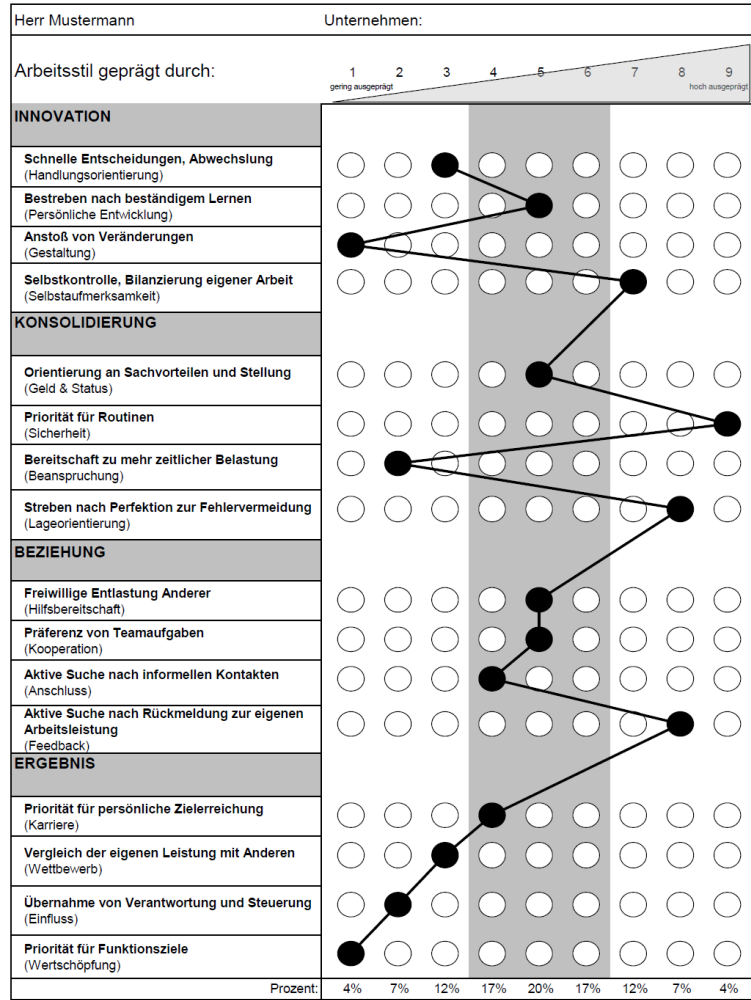 Herr Mustermann Unternehmen:
Arbeitsstil geprägt durch: 1 2 3 4 5 6 7 8 9
gering ausgeprägt hoch ausgeprägt
INNOVATION
Schnelle Entscheidungen, Abwechslung
(Handlungsorientierung)
Bestreben nach beständigem Lernen
(Persönliche Entwicklung)
Anstoß von Veränderungen
(Gestaltung)
Selbstkontrolle, Bilanzierung eigener Arbeit
(Selbstaufmerksamkeit)
KONSOLIDIERUNG
Orientierung an Sachvorteilen und Stellung
(Geld & Status)
Priorität für Routinen
(Sicherheit)
Bereitschaft zu mehr zeitlicher Belastung
(Beanspruchung)
Streben nach Perfektion zur Fehlervermeidung
(Lageorientierung)
BEZIEHUNG
Freiwillige Entlastung Anderer
(Hilfsbereitschaft)
Präferenz von Teamaufgaben
(Kooperation)
Aktive Suche nach informellen Kontakten
(Anschluss)
Aktive Suche nach Rückmeldung zur eigenen
Arbeitsleistung
(Feedback)
ERGEBNIS
Priorität für persönliche Zielerreichung
(Karriere)
Vergleich der eigenen Leistung mit Anderen
(Wettbewerb)
Übernahme von Verantwortung und Steuerung
(Einfluss)
Priorität für Funktionsziele
(Wertschöpfung)
Prozent: 4% 7% 12% 17% 20% 17% 12% 7% 4%